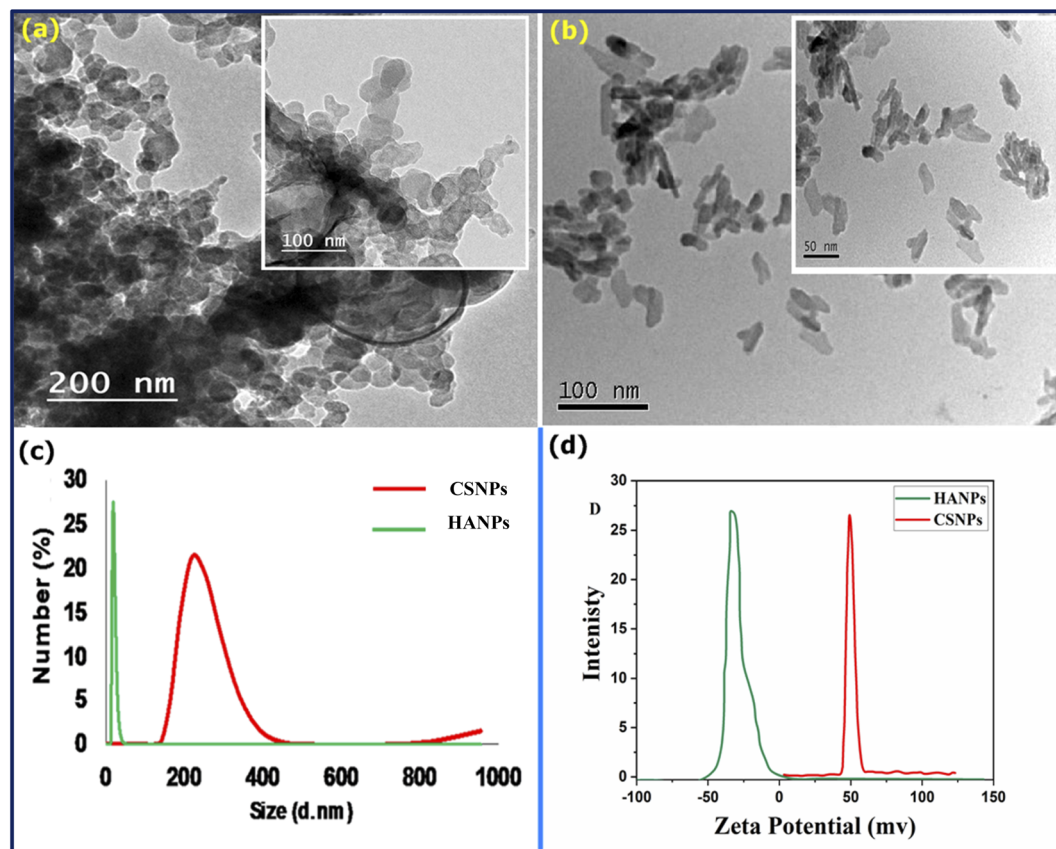 (a)
100 nm
200 nm
(b)
50 nm
100 nm
(c)
30
25
20
15
10
5
0
Number (%)
CSNPs
HANPs
0 200 400 600 800 1000
Size (d.nm)
(d)
D
HANPs
CSNPs
30
25
20
15
10
5
0
Intenisty
-100 -50 0 50 100 150
Zeta Potential (mv)